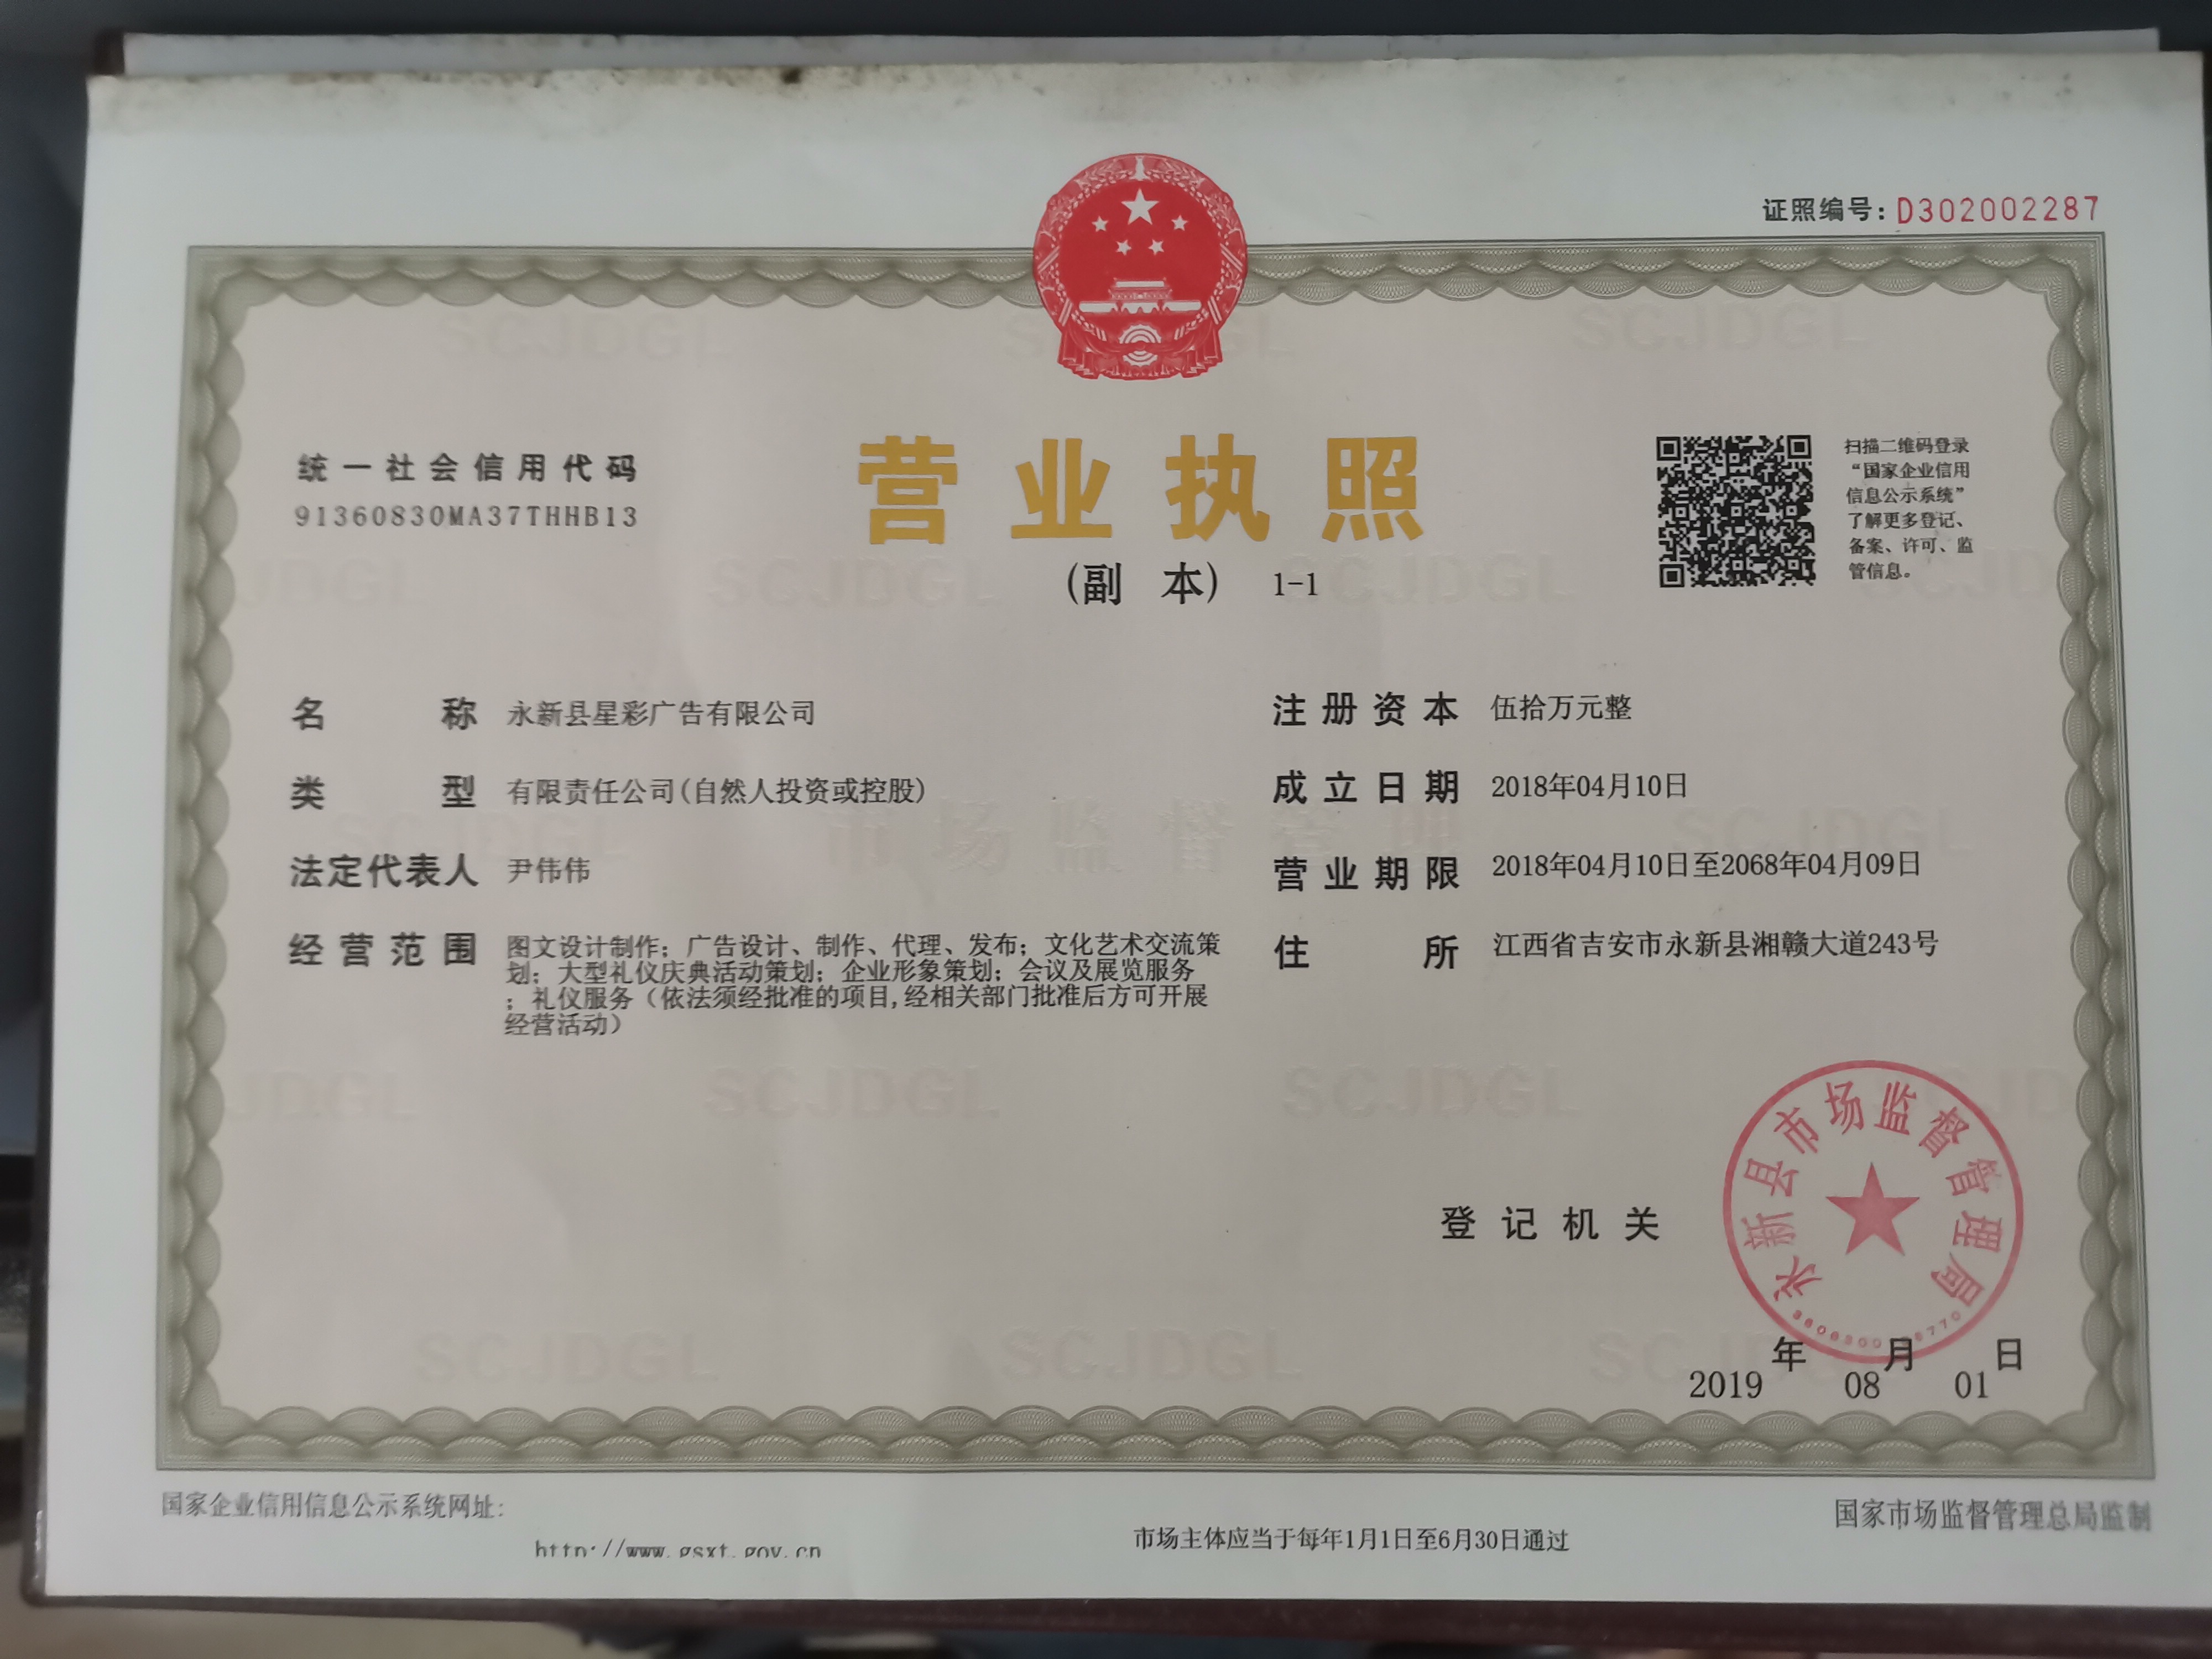 证照编号：D302002287
统一社会信用代码
91360830MA37THHB13
营业执照
（副 本） 1-1
扫描二维码登录
“国家企业信用
信息公示系统”
了解更多登记、
备案、许可、监
管信息。
名称 永新县星彩广告有限公司
类型 有限责任公司(自然人投资或控股)
法定代表人 尹伟伟
经营范围 图文设计制作；广告设计、制作、代理、发布；文化艺术交流策
划；大型礼仪庆典活动策划；企业形象策划；会议及展览服务
；礼仪服务（依法须经批准的项目,经相关部门批准后方可开展
经营活动）
注册资本 伍拾万元整
成立日期 2018年04月10日
营业期限 2018年04月10日至2068年04月09日
住所 江西省吉安市永新县湘赣大道243号
登记机关
永新县市场监督管理局
2019年08月01日
国家企业信用信息公示系统网址：
http://www.gsxt.gov.cn
市场主体应当于每年1月1日至6月30日通过
国家市场监督管理总局监制
SCJDGL
市场监督管理